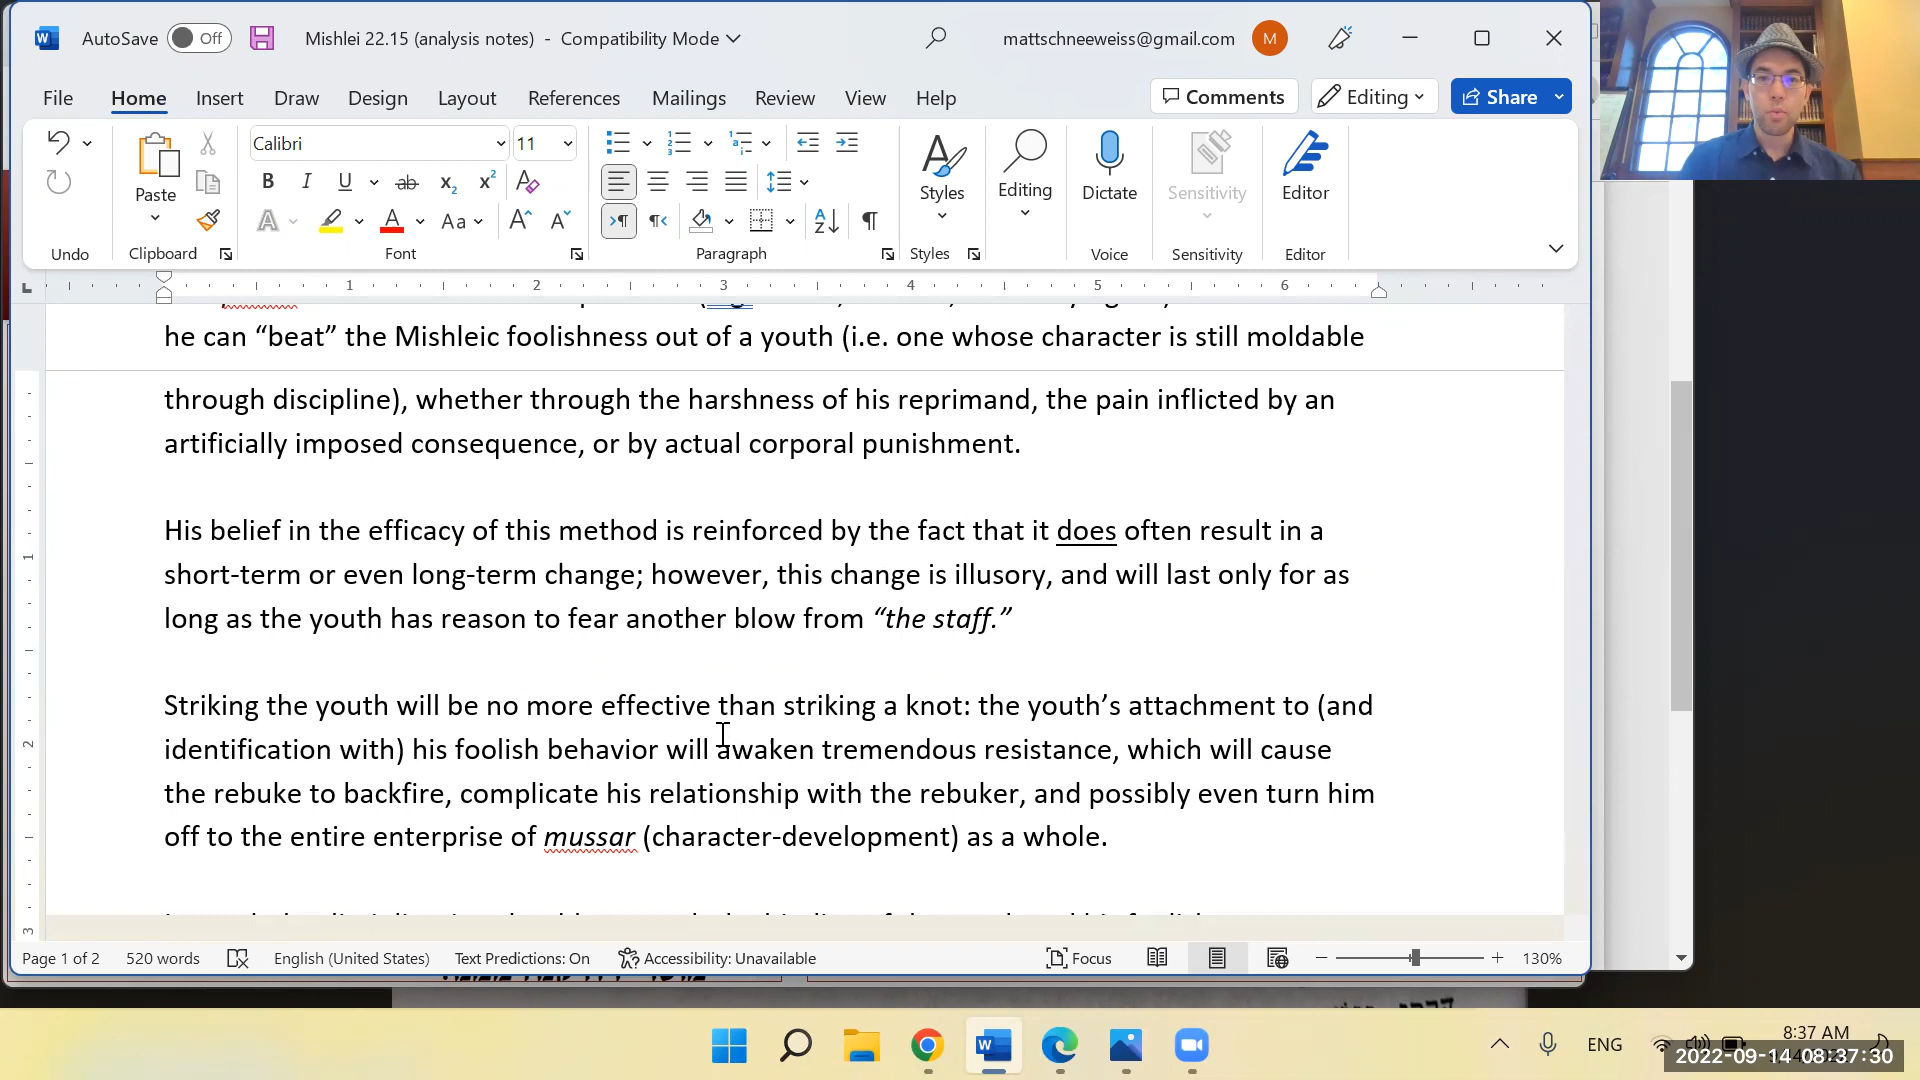 AutoSave Off Mishlei 22.15 (analysis notes) - Compatibility Mode mattschneeweiss@gmail.com M
File Home Insert Draw Design Layout References Mailings Review View Help Comments Editing Share
Calibri 11
Paste Styles Editing Dictate Sensitivity Editor
Undo Clipboard Font Paragraph Styles Voice Sensitivity Editor
1 2 3 4 5 6
he can “beat” the Mishleic foolishness out of a youth (i.e. one whose character is still moldable
through discipline), whether through the harshness of his reprimand, the pain inflicted by an
artificially imposed consequence, or by actual corporal punishment.
His belief in the efficacy of this method is reinforced by the fact that it does often result in a
short-term or even long-term change; however, this change is illusory, and will last only for as
long as the youth has reason to fear another blow from “the staff.”
Striking the youth will be no more effective than striking a knot: the youth’s attachment to (and
identification with) his foolish behavior will awaken tremendous resistance, which will cause
the rebuke to backfire, complicate his relationship with the rebuker, and possibly even turn him
off to the entire enterprise of mussar (character-development) as a whole.
1
2
3
Page 1 of 2 520 words English (United States) Text Predictions: On Accessibility: Unavailable Focus 130%
ENG 8:37 AM
2022-09-14 08:37:30